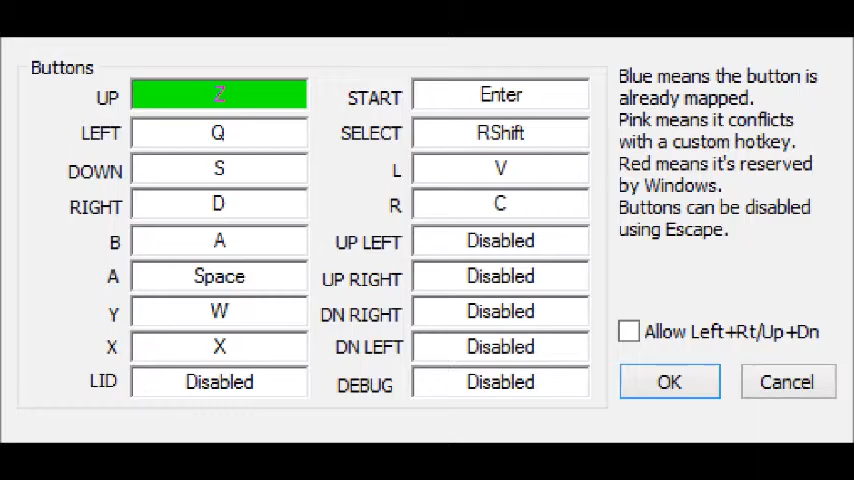 Buttons
UP Z START Enter
LEFT Q SELECT RShift
DOWN S L V
RIGHT D R C
B A UP LEFT Disabled
A Space UP RIGHT Disabled
Y W DN RIGHT Disabled
X X DN LEFT Disabled
LID Disabled DEBUG Disabled
Blue means the button is
already mapped.
Pink means it conflicts
with a custom hotkey.
Red means it's reserved
by Windows.
Buttons can be disabled
using Escape.
Allow Left+Rt/Up+Dn
OK Cancel